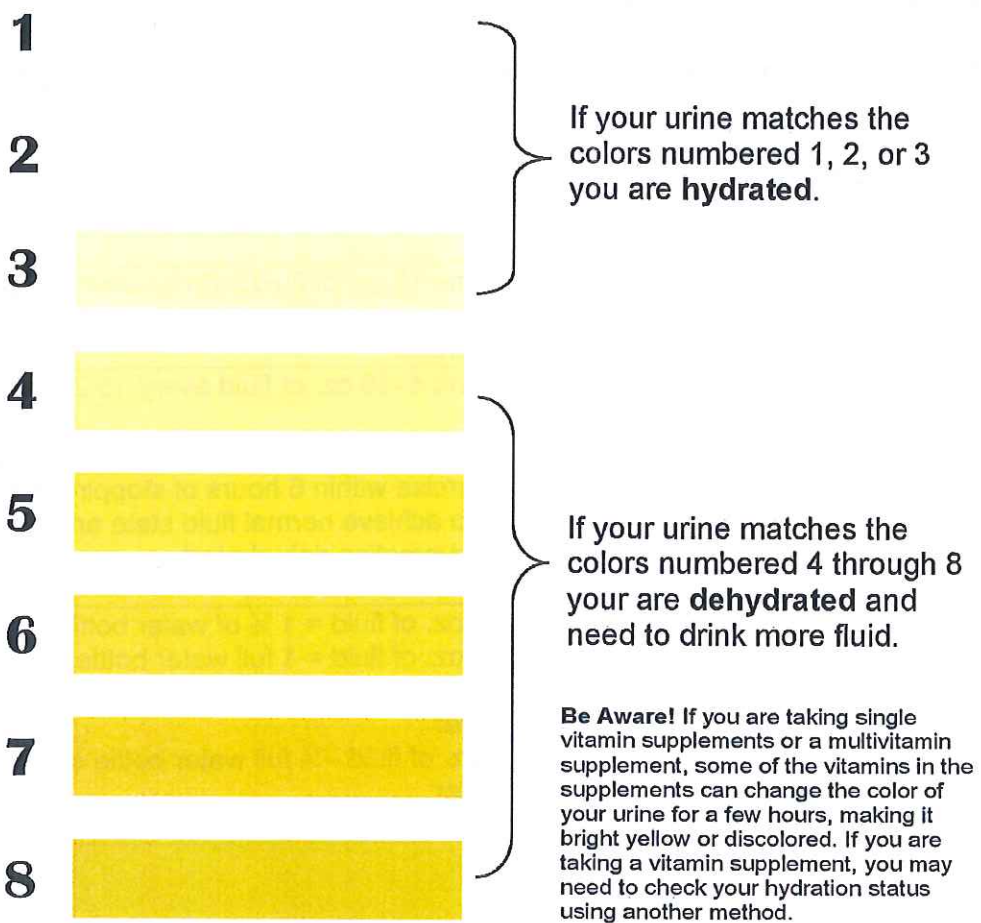 1
2
3
4
5
6
7
8
If your urine matches the
colors numbered 1, 2, or 3
you are hydrated.
If your urine matches the
colors numbered 4 through 8
your are dehydrated and
need to drink more fluid.
Be Aware! If you are taking single
vitamin supplements or a multivitamin
supplement, some of the vitamins in the
supplements can change the color of
your urine for a few hours, making it
bright yellow or discolored. If you are
taking a vitamin supplement, you may
need to check your hydration status
using another method.